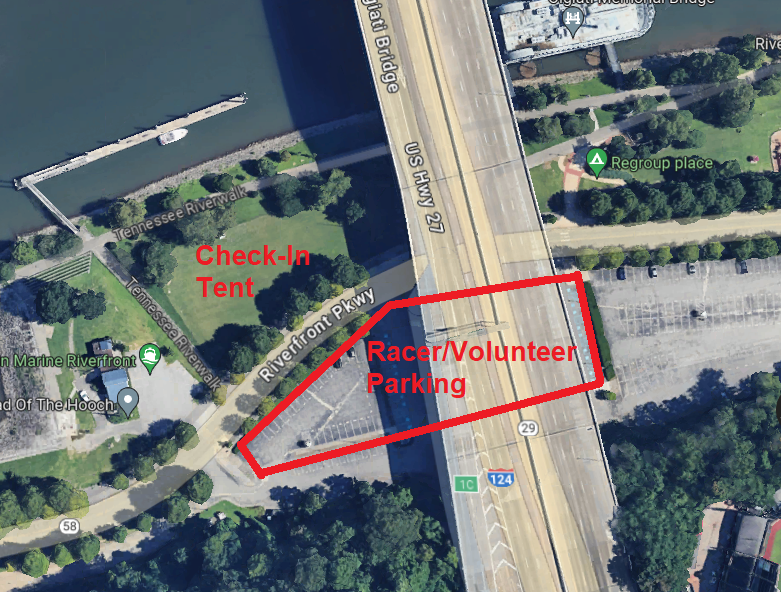 Olgiati Memorial Bridge
Olgiati Bridge
US Hwy 27
Regroup place
Tennessee Riverwalk
Check-In
Tent
Tennessee Riverwalk
Riverfront Pkwy
Racer/Volunteer
Parking
n Marine Riverfront
ad Of The Hooch
29
1C
124
58